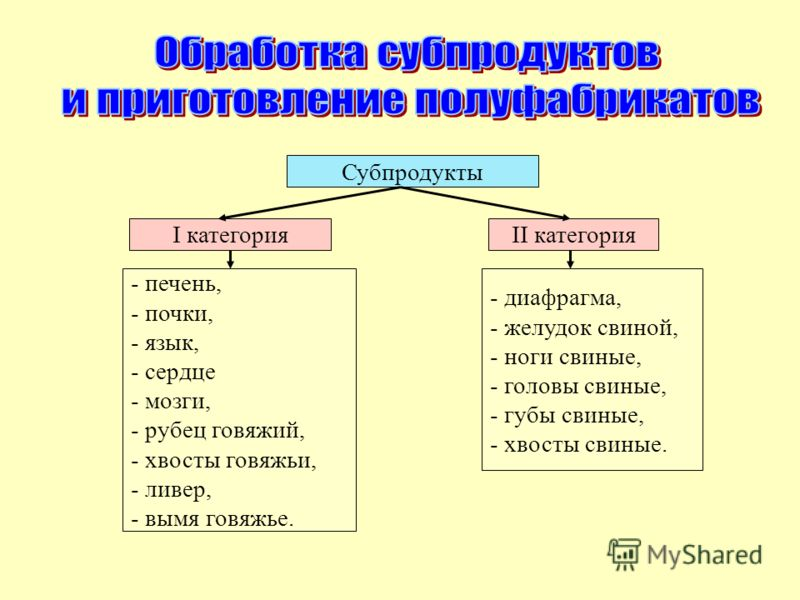 Обработка субпродуктов
и приготовление полуфабрикатов
Субпродукты
I категория
II категория
- печень,
- почки,
- язык,
- сердце
- мозги,
- рубец говяжий,
- хвосты говяжьи,
- ливер,
- вымя говяжье.
- диафрагма,
- желудок свиной,
- ноги свиные,
- головы свиные,
- губы свиные,
- хвосты свиные.
MyShared